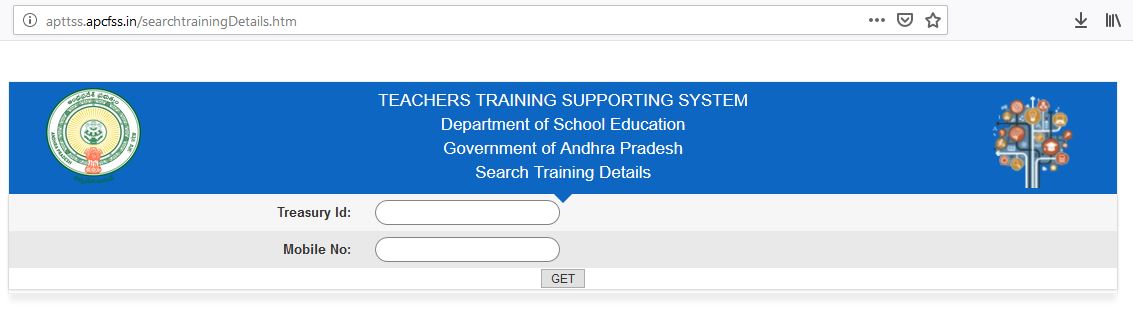 apttss.apcfss.in/searchtrainingDetails.htm
TEACHERS TRAINING SUPPORTING SYSTEM
Department of School Education
Government of Andhra Pradesh
Search Training Details
Treasury Id:
Mobile No:
GET